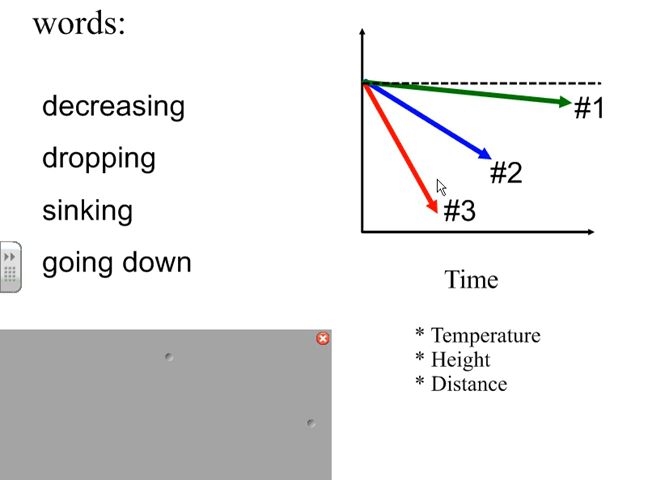 words:
decreasing
dropping
sinking
going down
#1
#2
#3
Time
* Temperature
* Height
* Distance